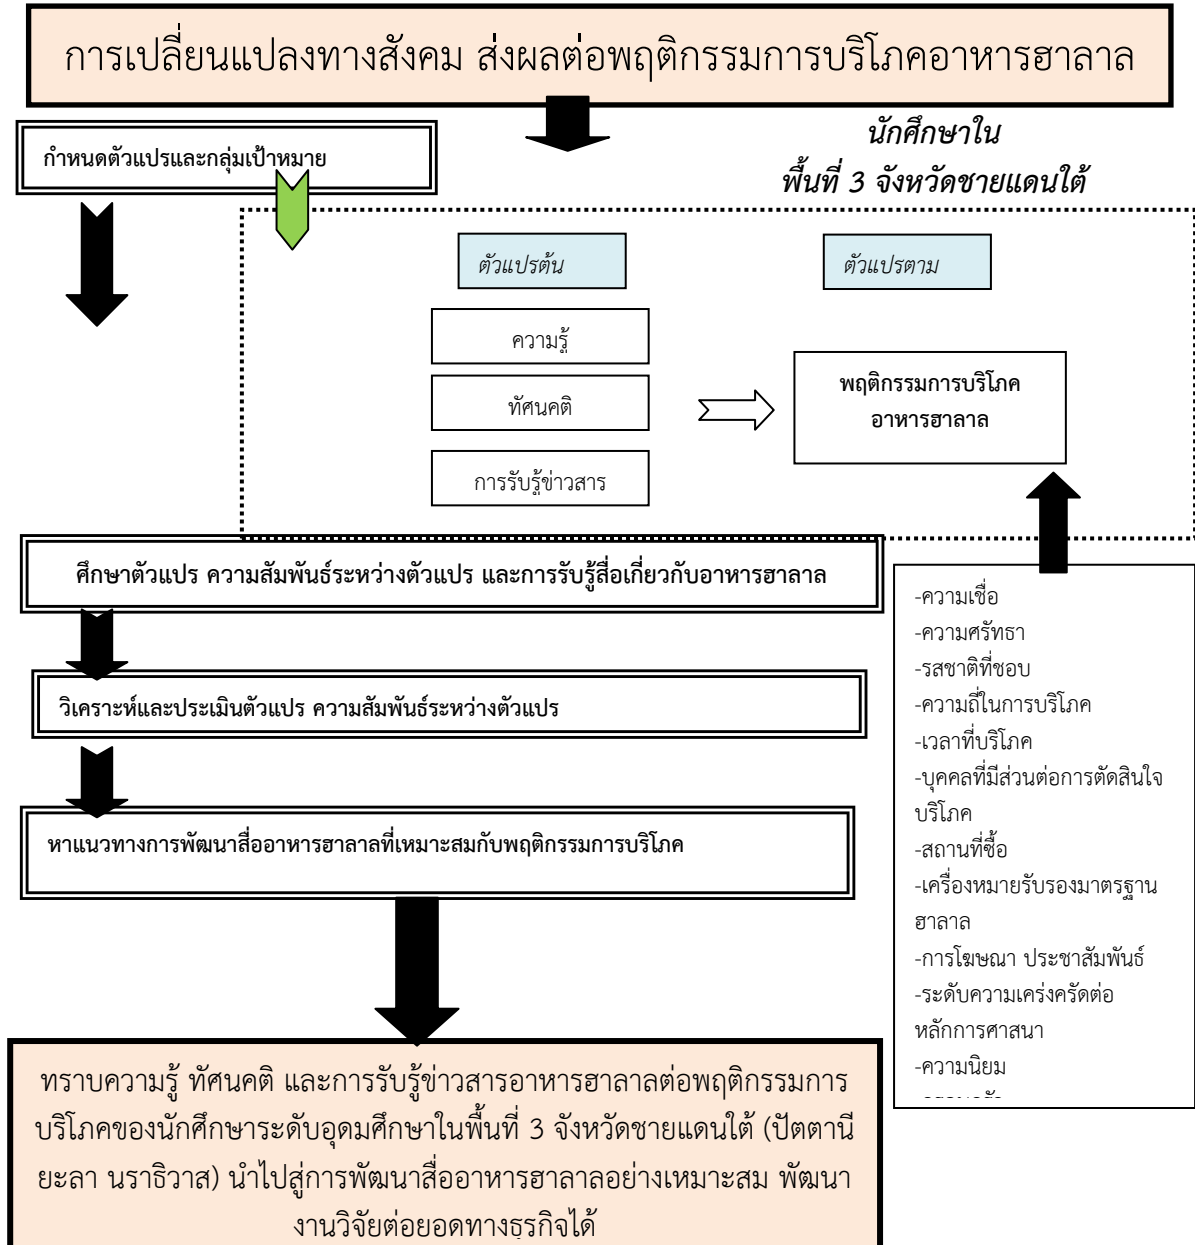 การเปลี่ยนแปลงทางสังคม ส่งผลต่อพฤติกรรมการบริโภคอาหารฮาลาล
กำหนดตัวแปรและกลุ่มเป้าหมาย
นักศึกษาใน
พื้นที่ 3 จังหวัดชายแดนใต้
ตัวแปรต้น
ตัวแปรตาม
ความรู้
ทัศนคติ
การรับรู้ข่าวสาร
พฤติกรรมการบริโภค
อาหารฮาลาล
ศึกษาตัวแปร ความสัมพันธ์ระหว่างตัวแปร และการรับรู้สื่อเกี่ยวกับอาหารฮาลาล
วิเคราะห์และประเมินตัวแปร ความสัมพันธ์ระหว่างตัวแปร
หาแนวทางการพัฒนาสื่ออาหารฮาลาลที่เหมาะสมกับพฤติกรรมการบริโภค
-ความเชื่อ
-ความศรัทธา
-รสชาติที่ชอบ
-ความถี่ในการบริโภค
-เวลาที่บริโภค
-บุคคลที่มีส่วนต่อการตัดสินใจ
บริโภค
-สถานที่ซื้อ
-เครื่องหมายรับรองมาตรฐาน
ฮาลาล
-การโฆษณา ประชาสัมพันธ์
-ระดับความเคร่งครัดต่อ
หลักการศาสนา
-ความนิยม
ทราบความรู้ ทัศนคติ และการรับรู้ข่าวสารอาหารฮาลาลต่อพฤติกรรมการ
บริโภคของนักศึกษาระดับอุดมศึกษาในพื้นที่ 3 จังหวัดชายแดนใต้ (ปัตตานี
ยะลา นราธิวาส) นำไปสู่การพัฒนาสื่ออาหารฮาลาลอย่างเหมาะสม พัฒนา
งานวิจัยต่อยอดทางธุรกิจได้